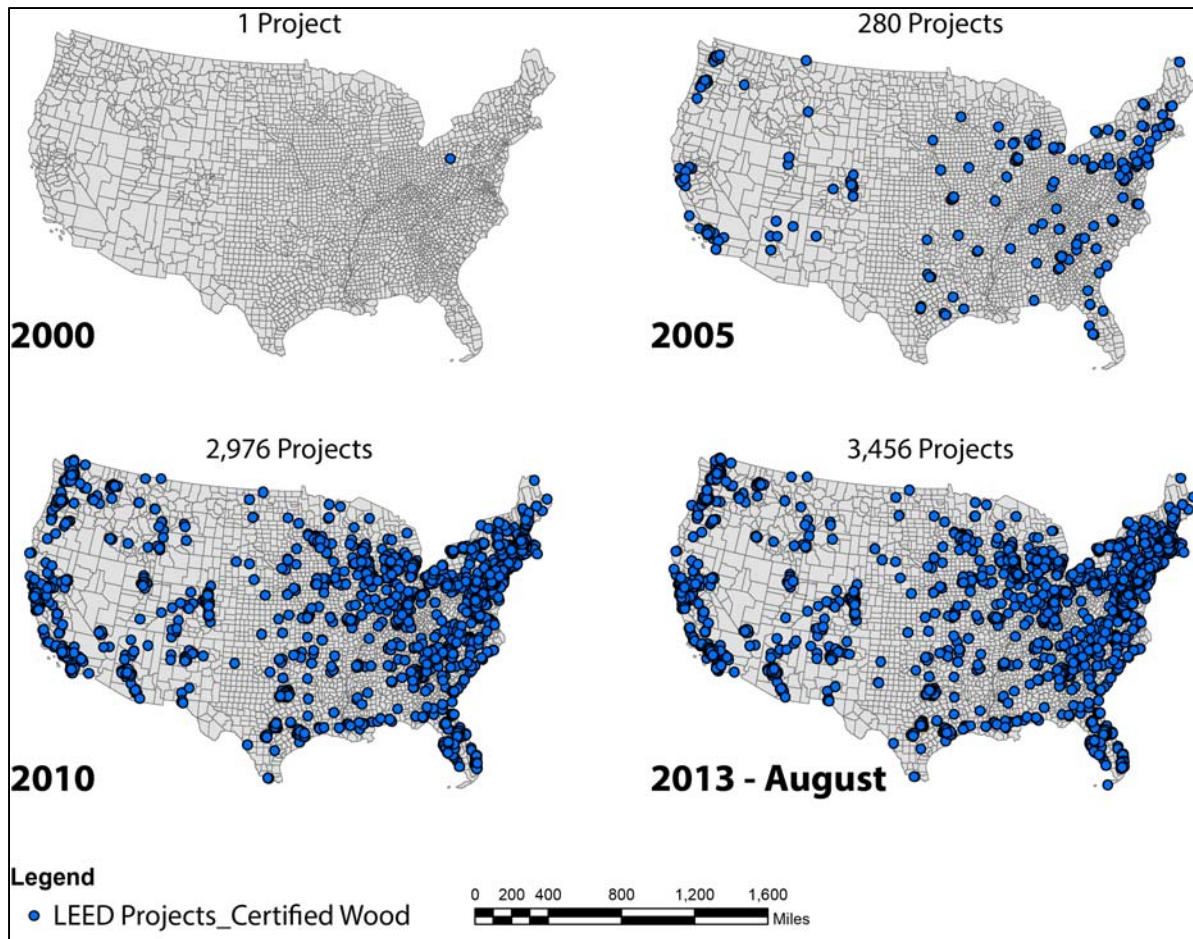 1 Project
280 Projects
2000
2005
2,976 Projects
3,456 Projects
2010
2013 - August
Legend
LEED Projects_Certified Wood
0 200 400 800 1,200 1,600
Miles